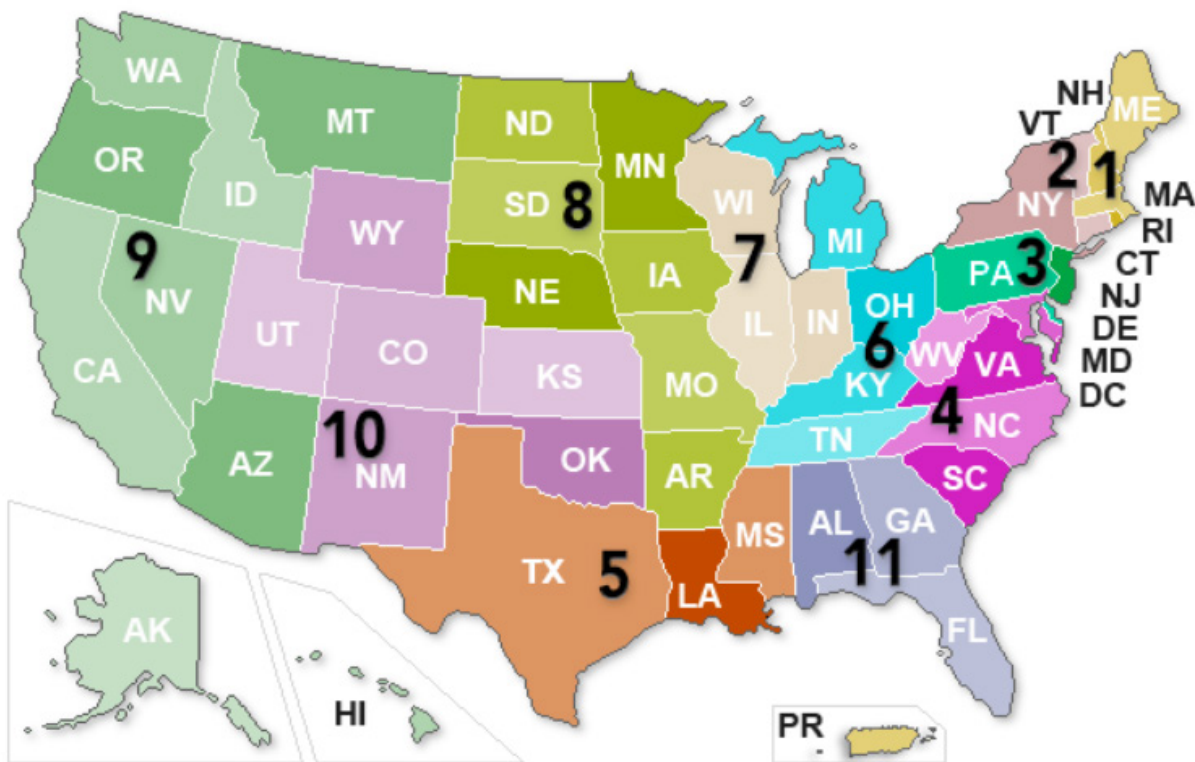 WA
MT
ND
MN
NH
ME
VT
OR
ID
SD
8
WI
2
1
NY
MA
WY
RI
9
NV
NE
IA
7
MI
PA
3
CT
NJ
UT
CO
KS
MO
IL
IN
OH
6
WV
VA
DE
MD
DC
CA
KY
4
NC
10
AZ
NM
OK
AR
TN
SC
TX
5
LA
MS
AL
GA
11
FL
AK
HI
PR